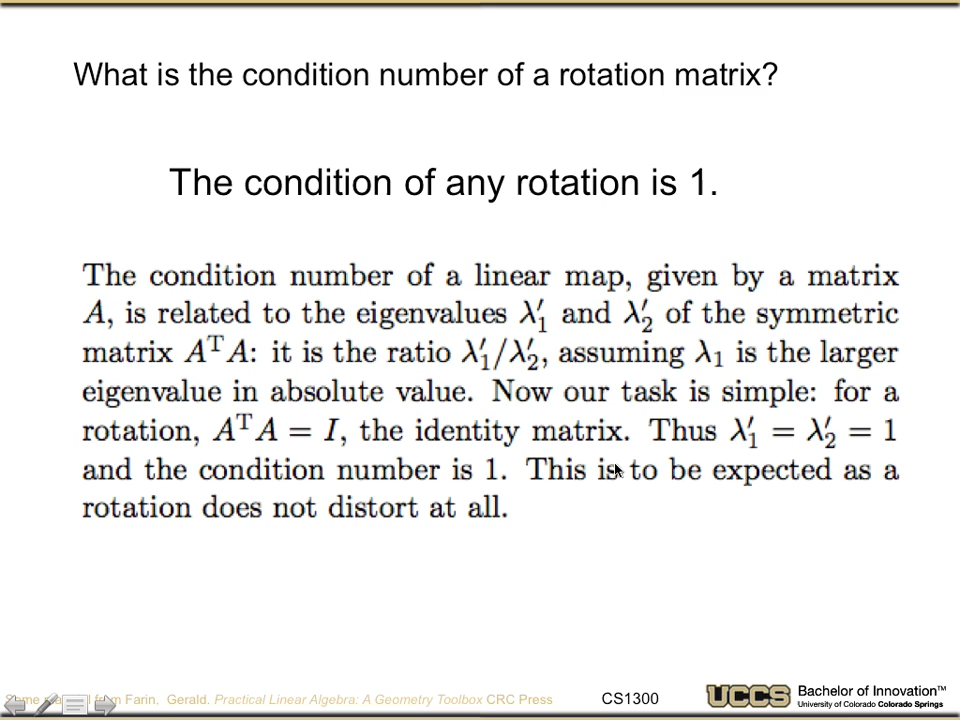 What is the condition number of a rotation matrix?
The condition of any rotation is 1.
The condition number of a linear map, given by a matrix
A, is related to the eigenvalues λ′₁ and λ′₂ of the symmetric
matrix AᵀA: it is the ratio λ′₁/λ′₂, assuming λ₁ is the larger
eigenvalue in absolute value. Now our task is simple: for a
rotation, AᵀA = I, the identity matrix. Thus λ′₁ = λ′₂ = 1
and the condition number is 1. This is to be expected as a
rotation does not distort at all.
Farin, Gerald. Practical Linear Algebra: A Geometry Toolbox CRC Press
CS1300
UCCS
Bachelor of Innovation™
University of Colorado Colorado Springs